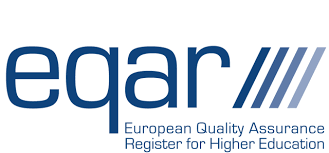 eqar
European Quality Assurance
Register for Higher Education